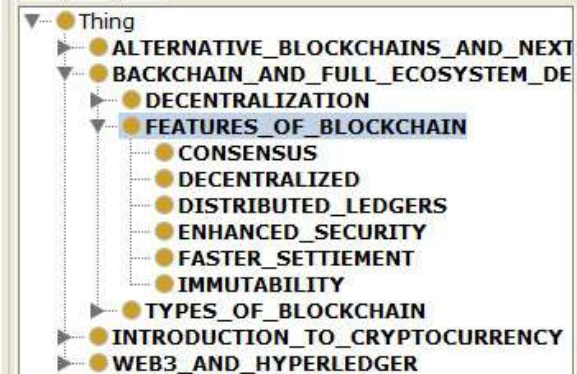 Thing
ALTERNATIVE_BLOCKCHAINS_AND_NEXT
BACKCHAIN_AND_FULL_ECOSYSTEM_DE
DECENTRALIZATION
FEATURES_OF_BLOCKCHAIN
CONSENSUS
DECENTRALIZED
DISTRIBUTED_LEDGERS
ENHANCED_SECURITY
FASTER_SETTIEMENT
IMMUTABILITY
TYPES_OF_BLOCKCHAIN
INTRODUCTION_TO_CRYPTOCURRENCY
WEB3_AND_HYPERLEDGER